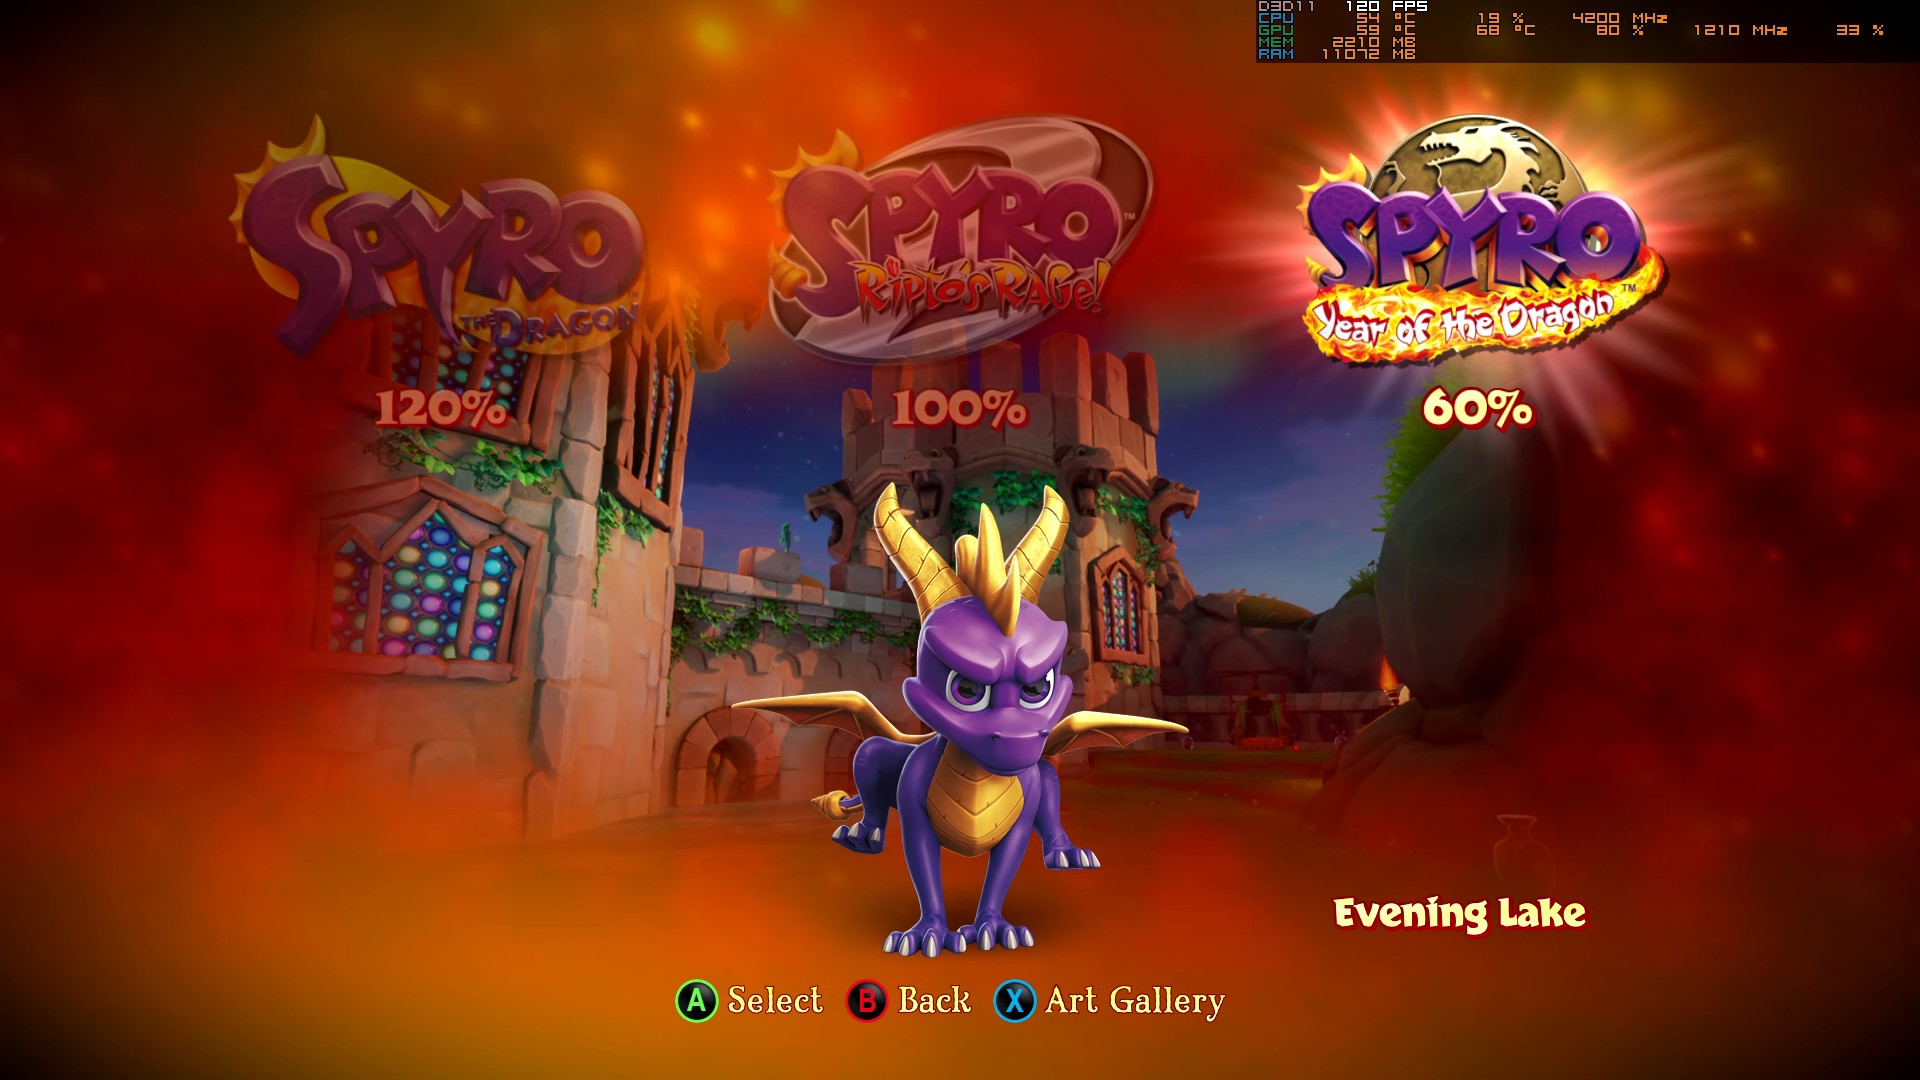 D3D11 120 FPS
CPU 54 °C 19 % 4200 MHz
GPU 59 °C 68 °C 80 % 1210 MHz 33 %
MEM 2210 MB
RAM 11072 MB
SPYRO THE DRAGON
SPYRO™ RIPTO'S RAGE!
SPYRO™ Year of the Dragon
120%
100%
60%
Evening Lake
A Select B Back X Art Gallery